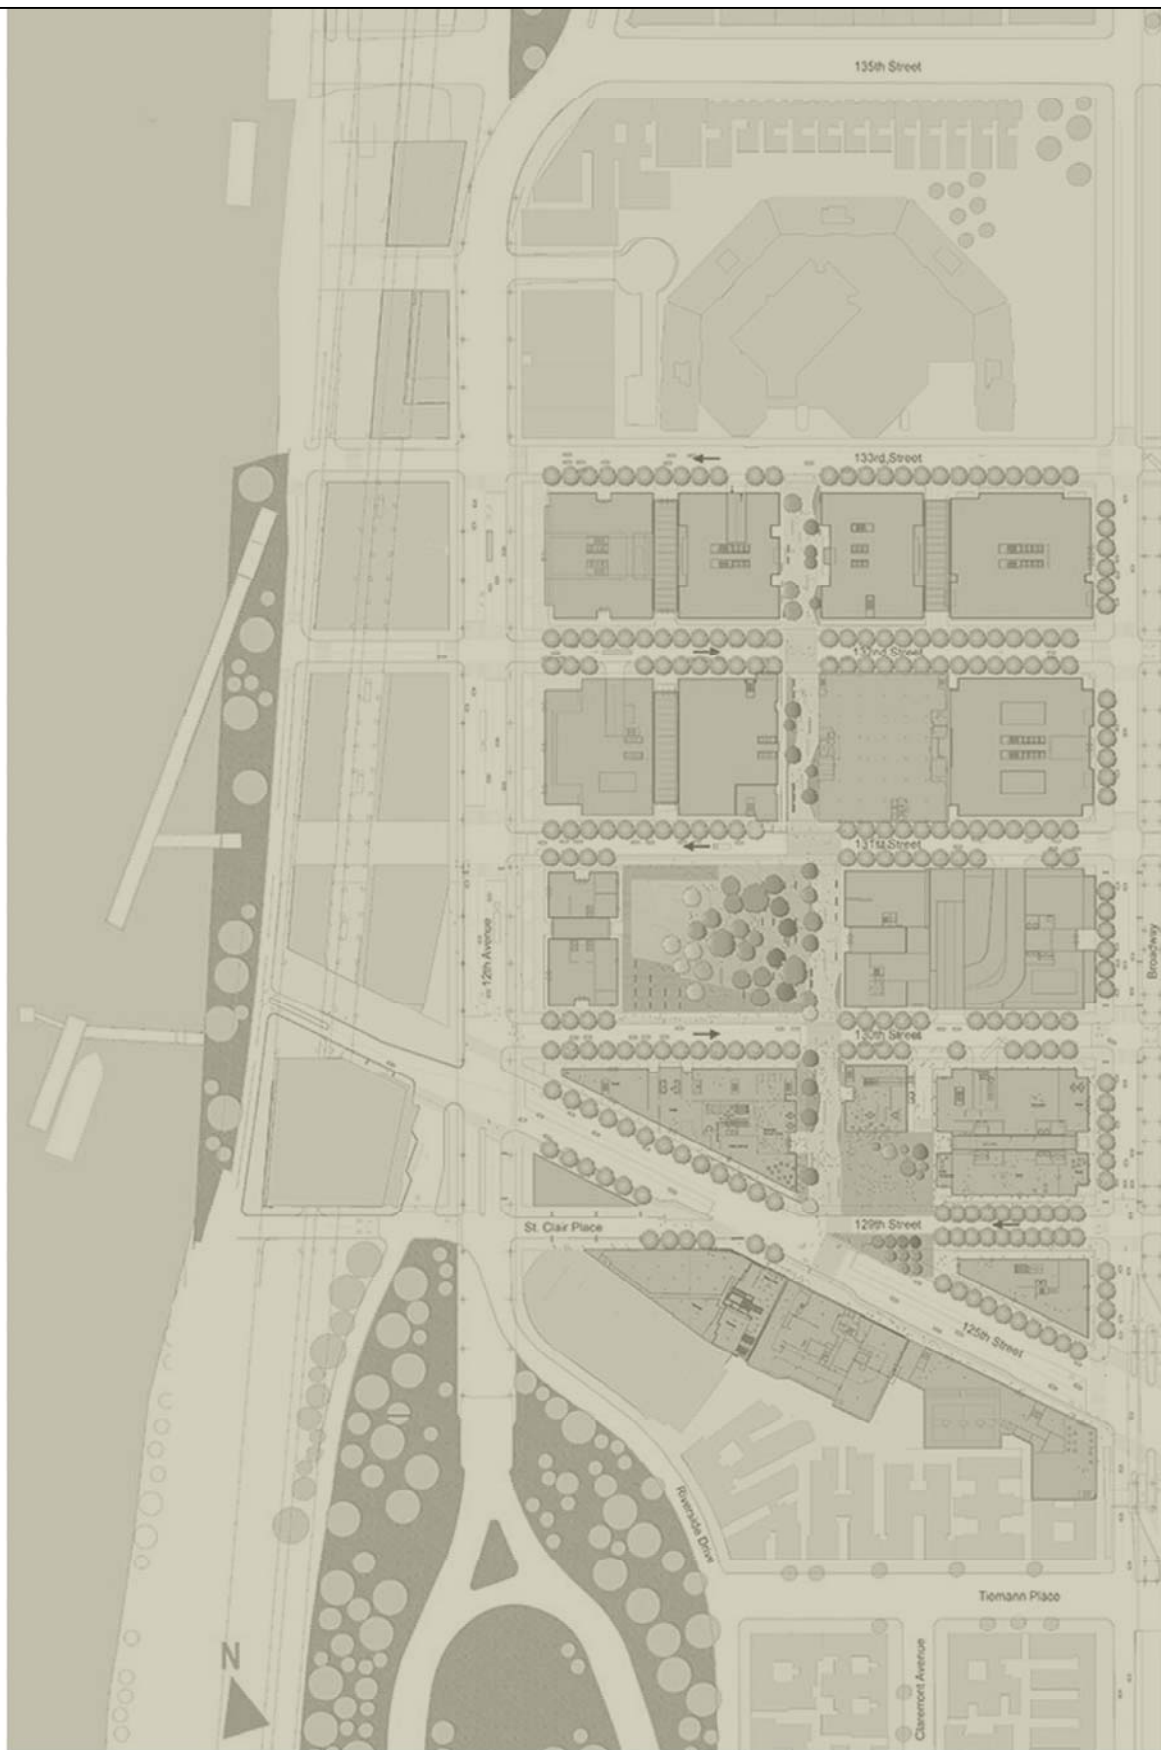 135th Street
133rd Street
132nd Street
131st Street
12th Avenue
Broadway
130th Street
St. Clair Place
129th Street
125th Street
Riverside Drive
Tiemann Place
N
Claremont Avenue